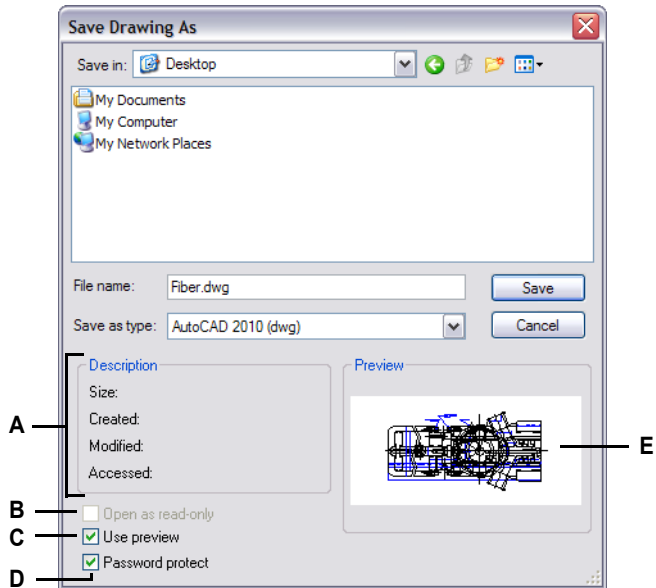 Save Drawing As
Save in: Desktop
My Documents
My Computer
My Network Places
File name: Fiber.dwg Save
Save as type: AutoCAD 2010 (dwg) Cancel
Description Preview
Size:
A
Created:
Modified:
E
Accessed:
B Open as read-only
C Use preview
D Password protect